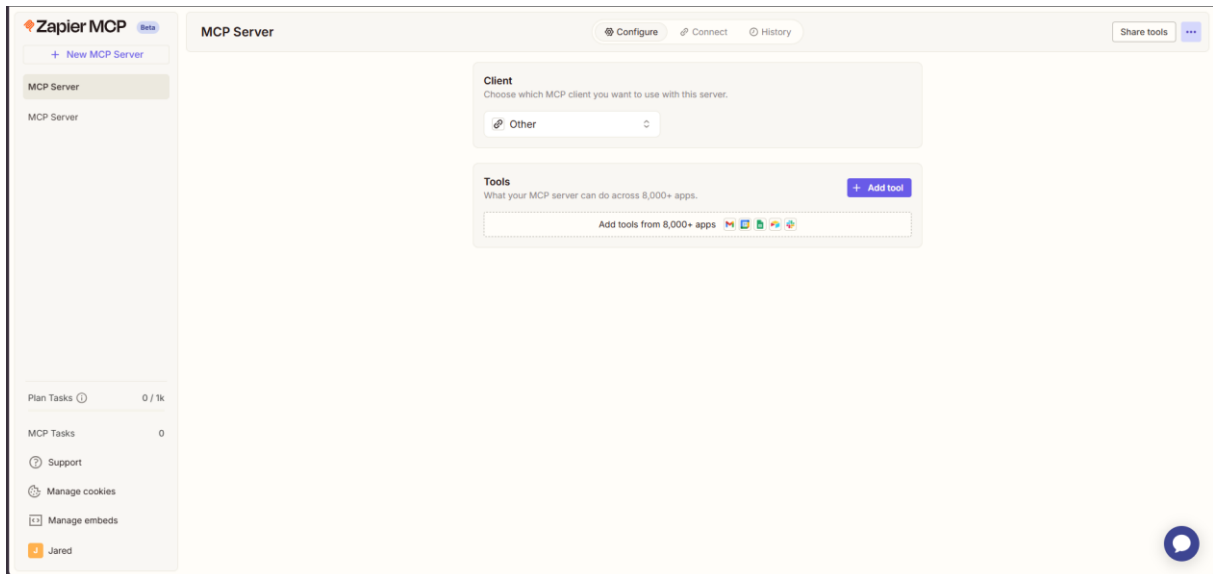 Zapier MCP Beta
+ New MCP Server
MCP Server
MCP Server
Plan Tasks 0 / 1k
MCP Tasks 0
Support
Manage cookies
Manage embeds
J Jared
MCP Server
Configure Connect History
Share tools
Client
Choose which MCP client you want to use with this server.
Other
Tools
What your MCP server can do across 8,000+ apps.
+ Add tool
Add tools from 8,000+ apps